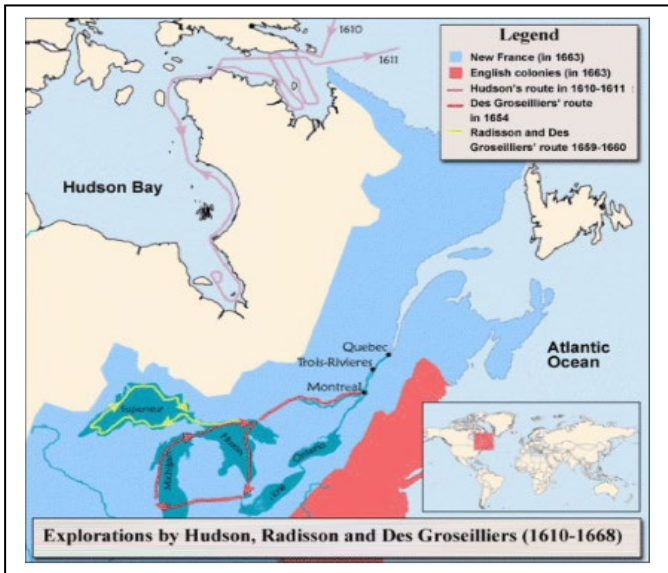 1610
1611
Legend
New France (in 1663)
English colonies (in 1663)
Hudson's route in 1610-1611
Des Groseilliers' route
in 1654
Radisson and Des
Groseilliers' route 1659-1660
Hudson Bay
Quebec
Trois-Rivieres
Montreal
Atlantic
Ocean
Superieur
Michigan
Huron
Ontario
Erie
Explorations by Hudson, Radisson and Des Groseilliers (1610-1668)